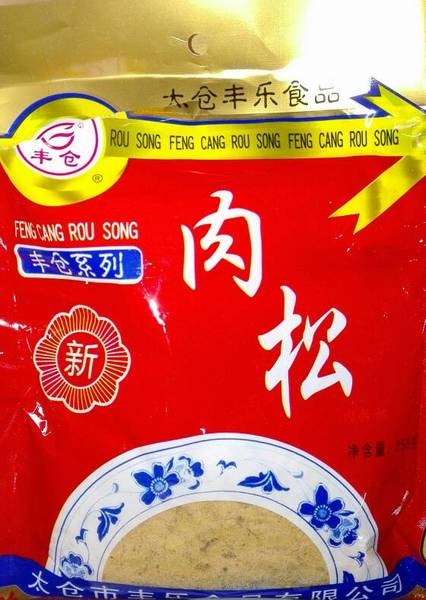 太仓丰乐食品
ROU SONG FENG CANG ROU SONG FENG CANG ROU SONG
丰仓
®
FENG CANG ROU SONG
丰仓系列
肉松
新
净含量
太仓市丰乐食品有限公司